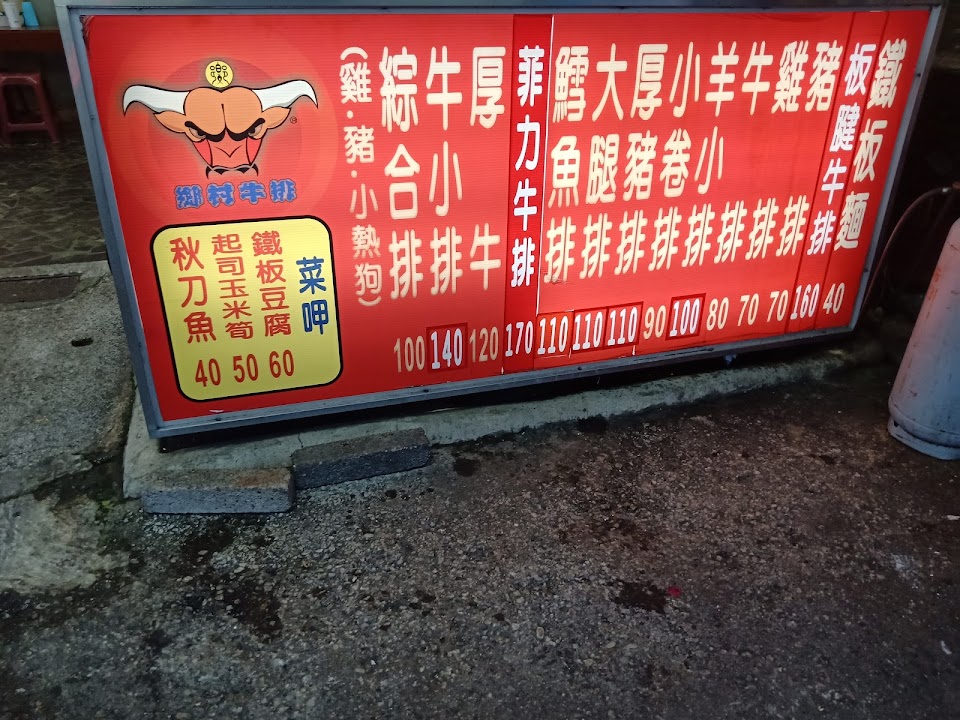 鐵板麵 40
板腱牛排 160
豬排 70
雞排 70
牛排 80
羊小排 100
小卷排 90
厚豬排 110
大腿排 110
鱈魚排 110
菲力牛排 170
厚牛 120
牛小排 140
綜合排 100
(雞.豬.小熱狗)
鄉村牛排
菜呷
鐵板豆腐 60
起司玉米筍 50
秋刀魚 40